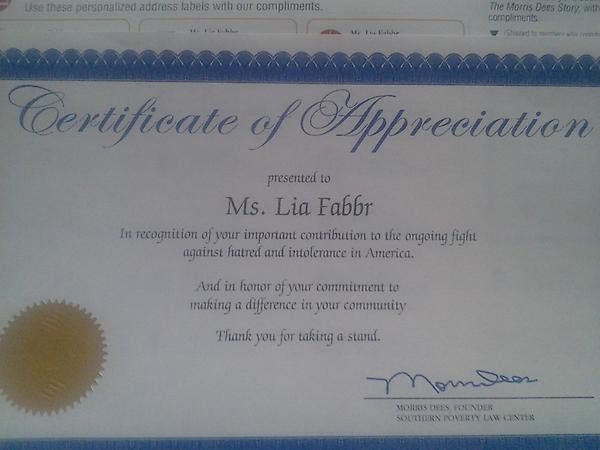 Use these personalized address labels with our compliments.
The Morris Dees Story, with
compliments.
Ms. Lia Fabbr
Ms. Lia Fabbr
Certificate of Appreciation
presented to
Ms. Lia Fabbr
In recognition of your important contribution to the ongoing fight
against hatred and intolerance in America.
And in honor of your commitment to
making a difference in your community
Thank you for taking a stand.
Morris Dees
MORRIS DEES, FOUNDER
SOUTHERN POVERTY LAW CENTER